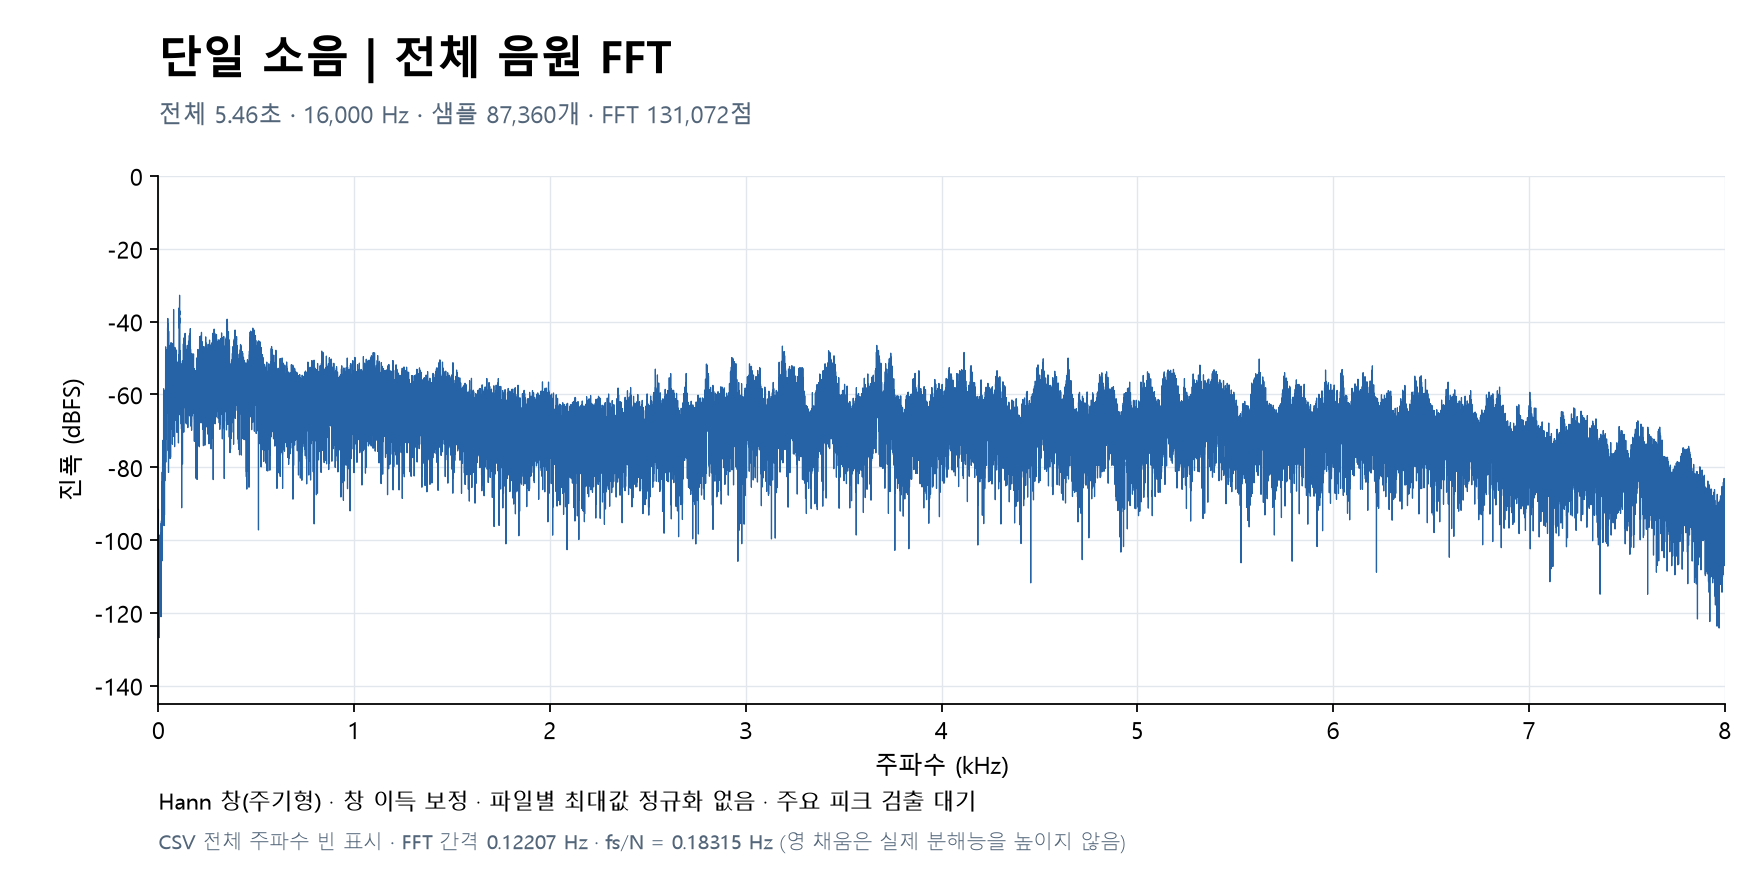 단일 소음 | 전체 음원 FFT
전체 5.46초 · 16,000 Hz · 샘플 87,360개 · FFT 131,072점
진폭 (dBFS)
0
-20
-40
-60
-80
-100
-120
-140
0 1 2 3 4 5 6 7 8
주파수 (kHz)
Hann 창(주기형) · 창 이득 보정 · 파일별 최대값 정규화 없음 · 주요 피크 검출 대기
CSV 전체 주파수 빈 표시 · FFT 간격 0.12207 Hz · fs/N = 0.18315 Hz (영 채움은 실제 분해능을 높이지 않음)